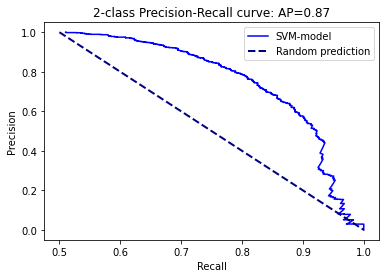 2-class Precision-Recall curve: AP=0.87
SVM-model
Random prediction
Precision
1.0
0.8
0.6
0.4
0.2
0.0
0.5 0.6 0.7 0.8 0.9 1.0
Recall